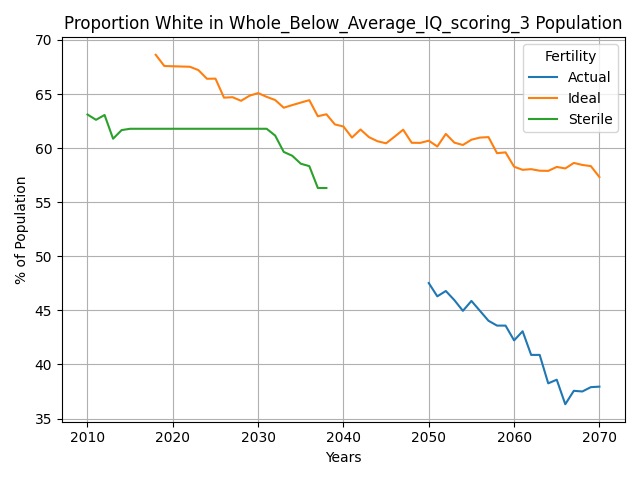 Proportion White in Whole_Below_Average_IQ_scoring_3 Population
70
65
60
55
50
45
40
35
% of Population
2010 2020 2030 2040 2050 2060 2070
Years
Fertility
Actual
Ideal
Sterile